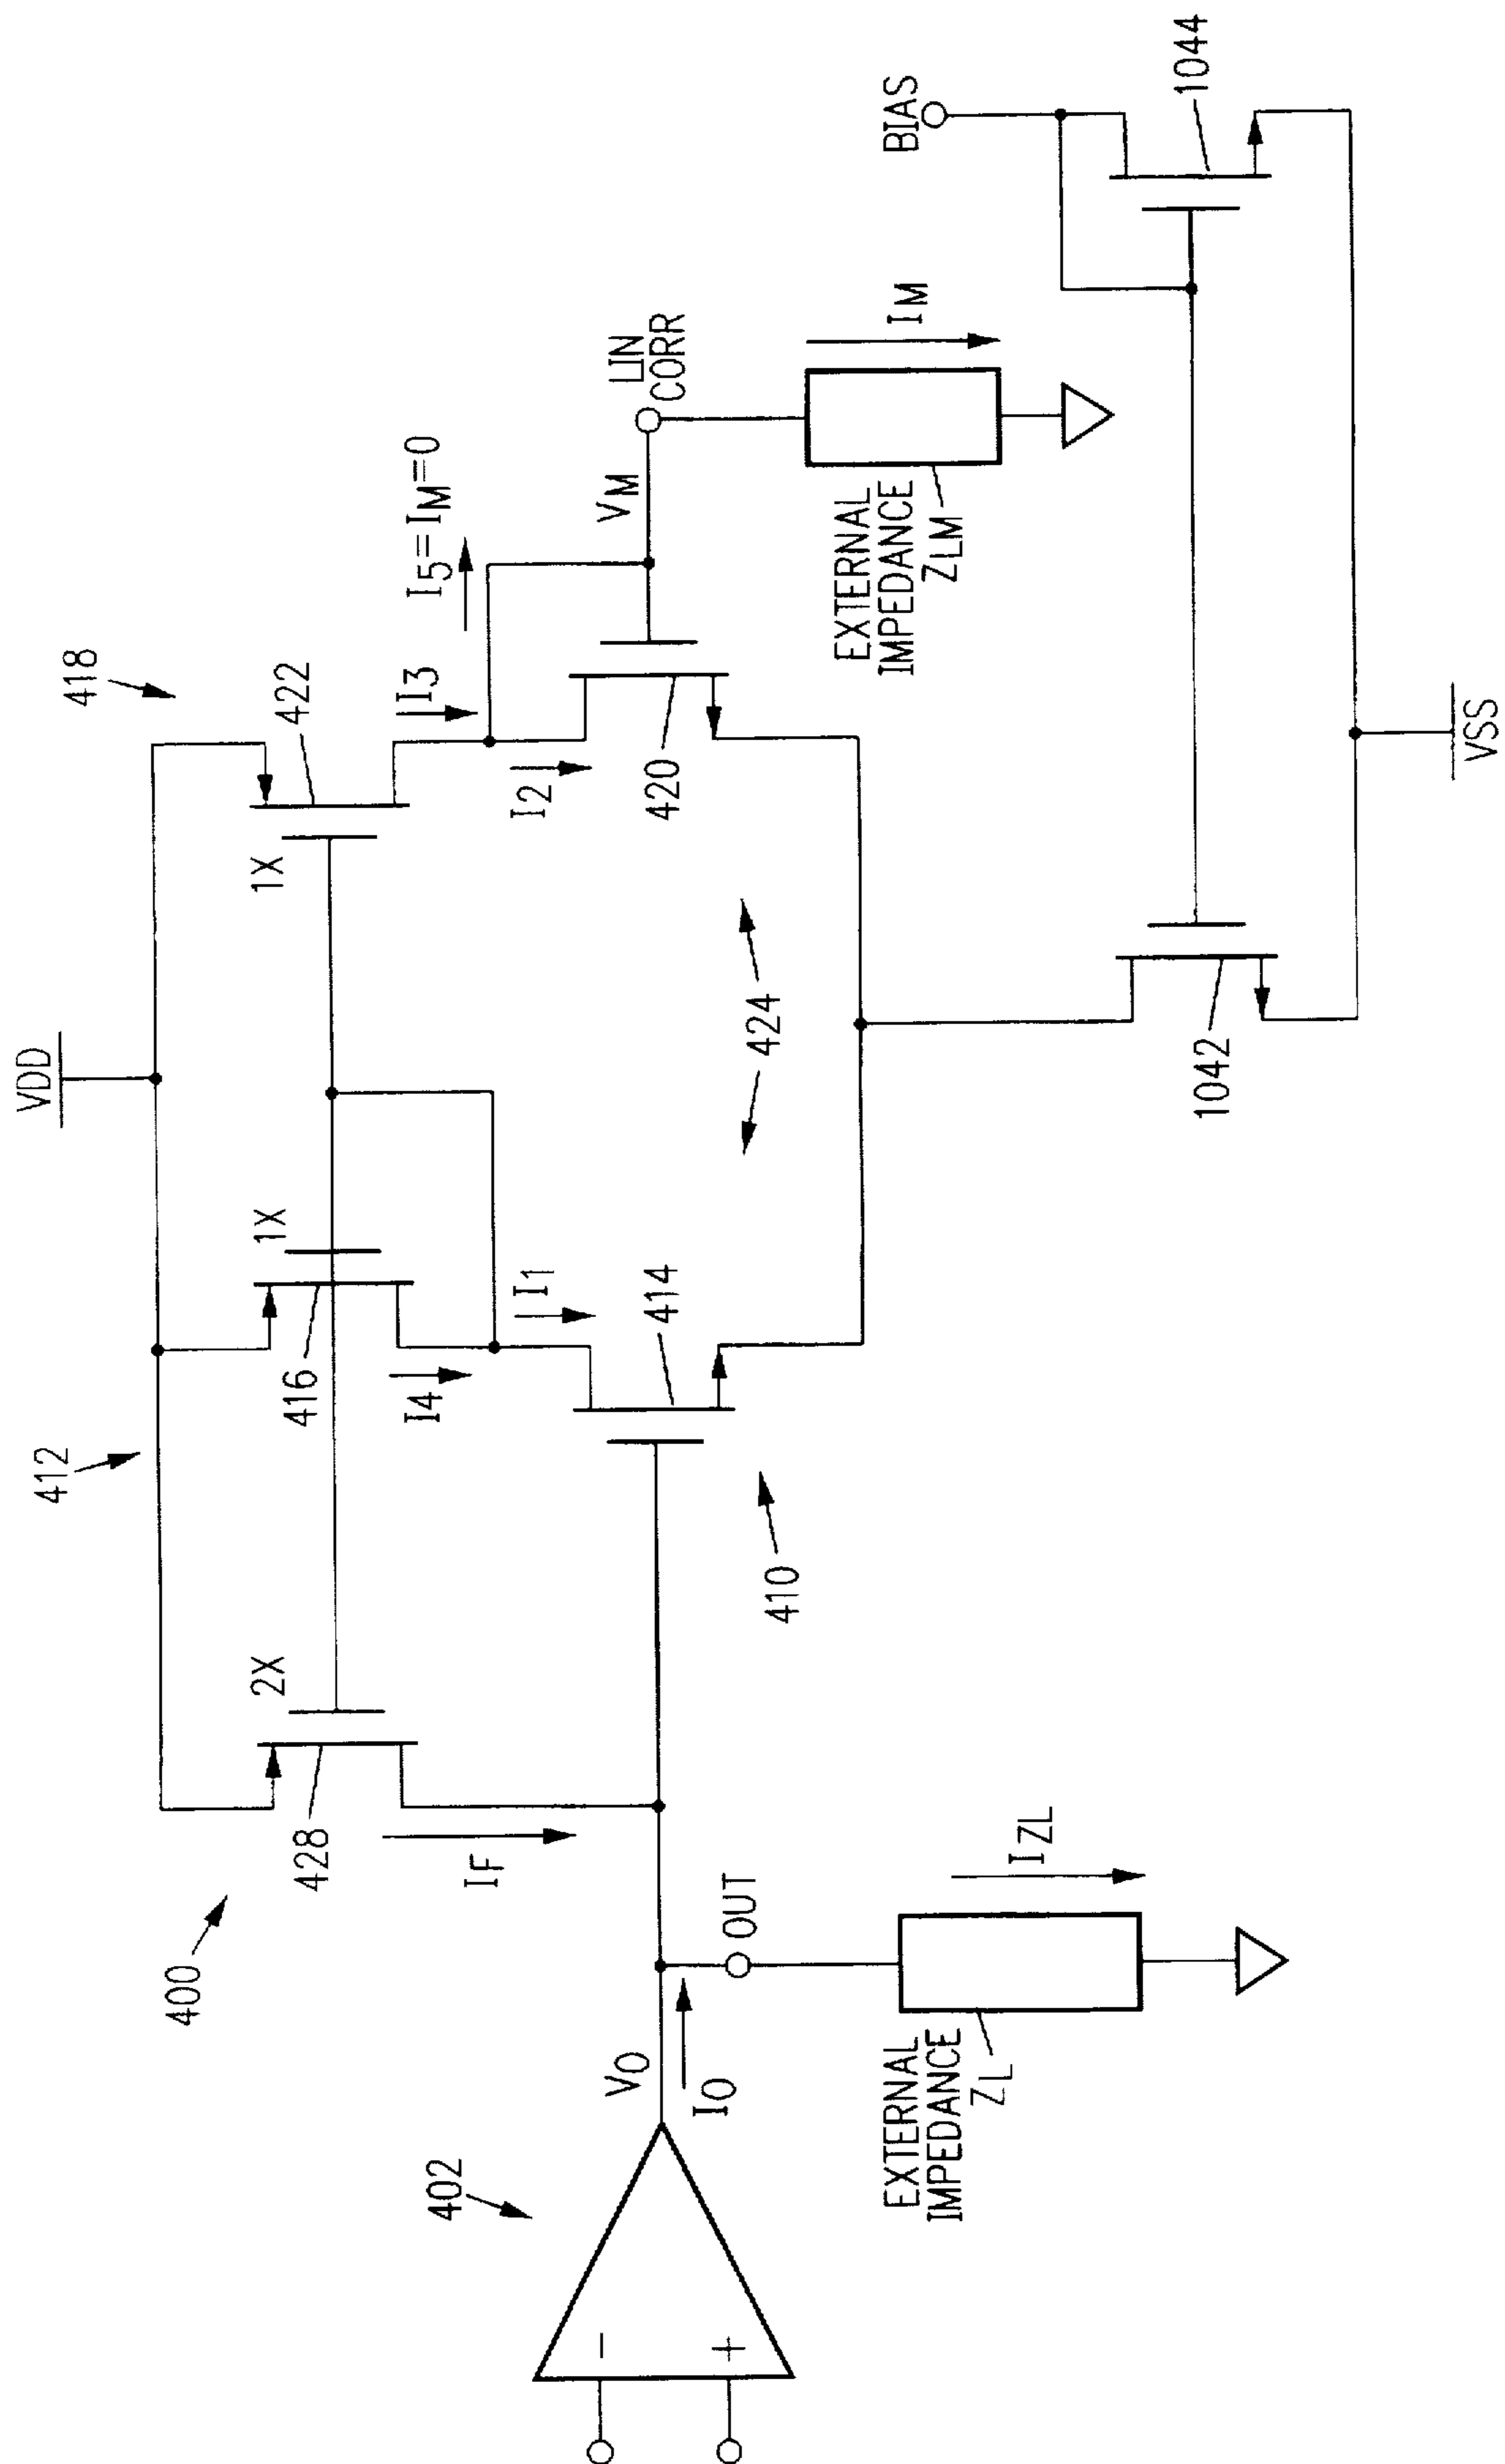 VDD
412
418
2X
1X
1X
400
428
416
422
IF
I4
I3
I5=IM=0
I1
I2
414
420
VM
LIN
CORR
410
424
402
VO
IO
OUT
IZL
EXTERNAL
IMPEDANCE
ZL
EXTERNAL
IMPEDANCE
ZLM
IM
BIAS
−
+
1042
1044
VSS